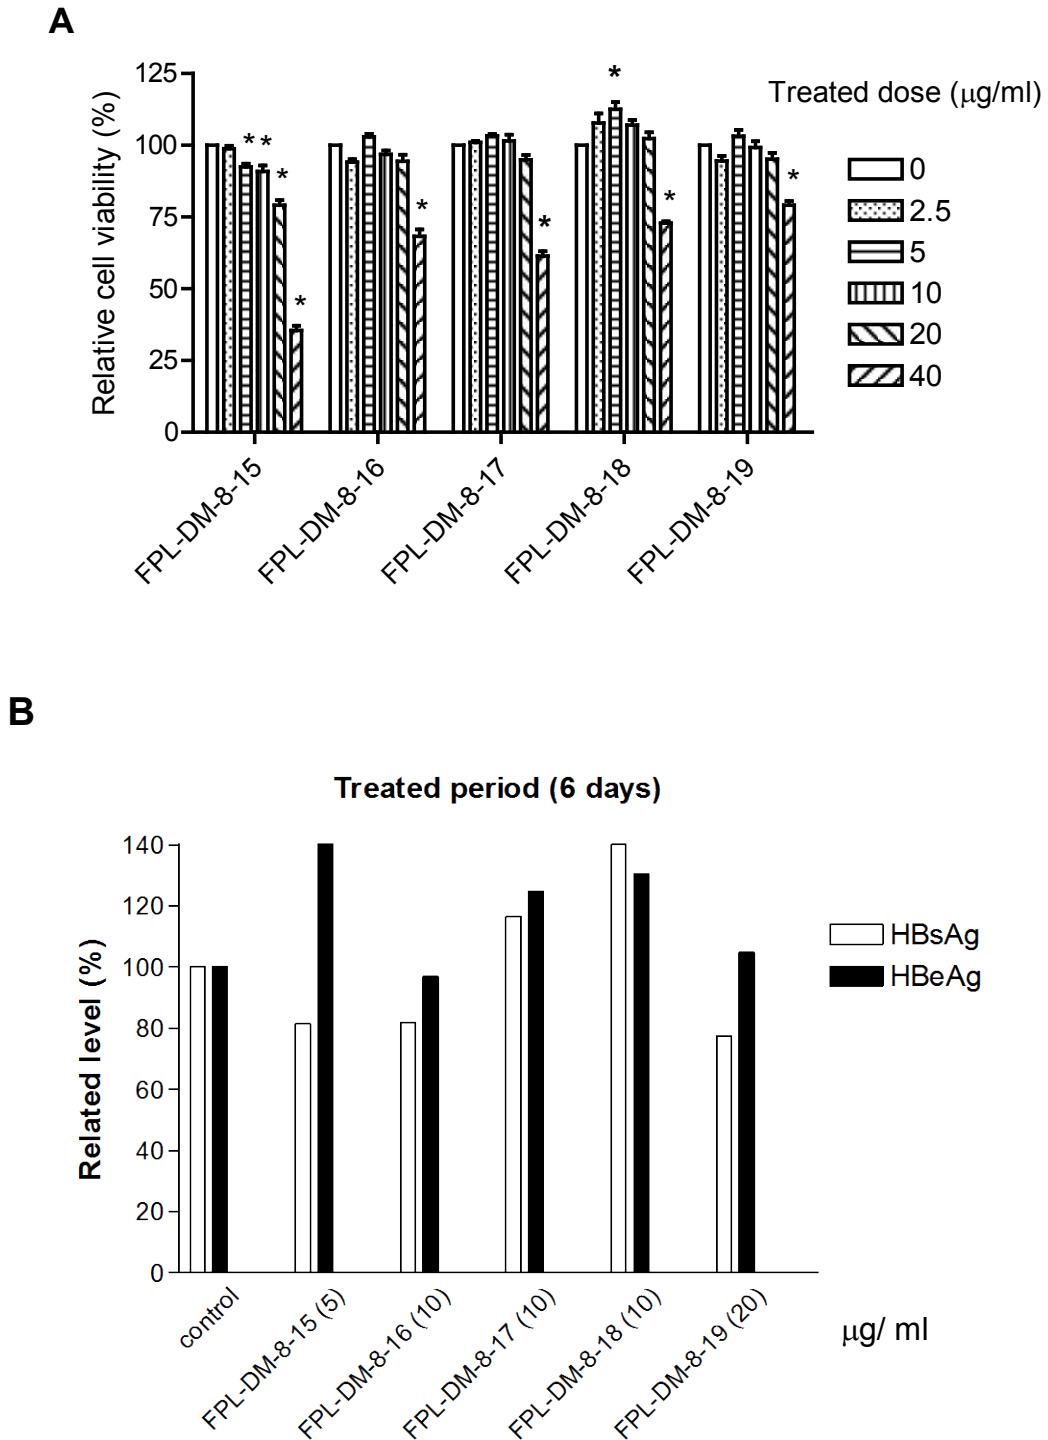 A
Relative cell viability (%)
125
100
75
50
25
0
* * * *
*
*
* *
*
FPL-DM-8-15
FPL-DM-8-16
FPL-DM-8-17
FPL-DM-8-18
FPL-DM-8-19
Treated dose (μg/ml)
0
2.5
5
10
20
40
B
Treated period (6 days)
Related level (%)
140
120
100
80
60
40
20
0
control
FPL-DM-8-15 (5)
FPL-DM-8-16 (10)
FPL-DM-8-17 (10)
FPL-DM-8-18 (10)
FPL-DM-8-19 (20)
μg/ ml
HBsAg
HBeAg